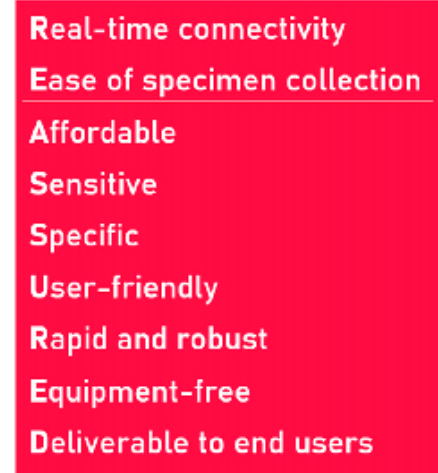 Real-time connectivity
Ease of specimen collection
Affordable
Sensitive
Specific
User-friendly
Rapid and robust
Equipment-free
Deliverable to end users